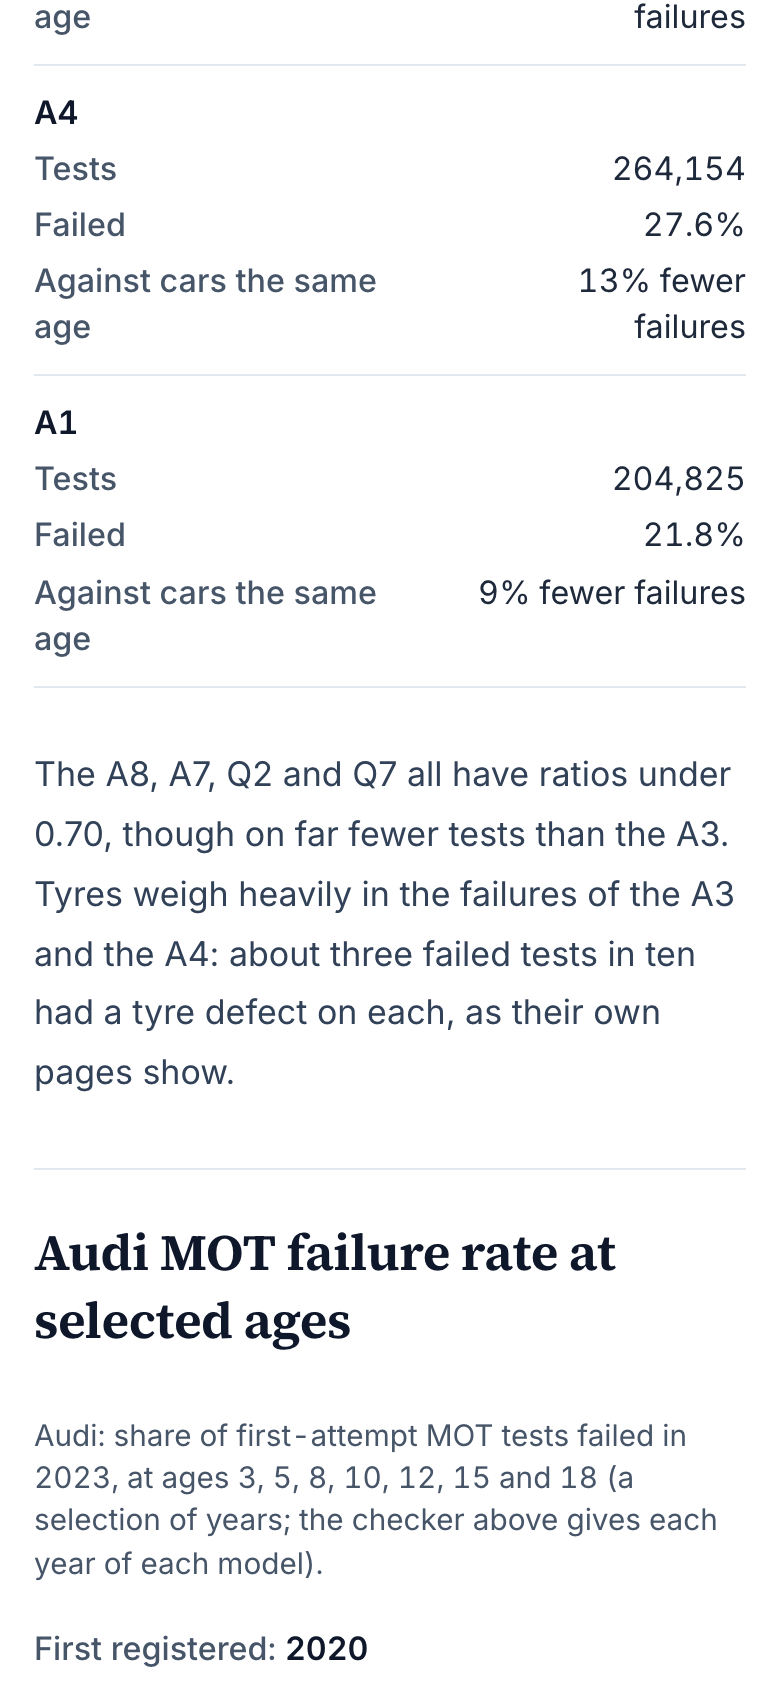 age failures
A4
Tests 264,154
Failed 27.6%
Against cars the same 13% fewer
age failures
A1
Tests 204,825
Failed 21.8%
Against cars the same 9% fewer failures
age
The A8, A7, Q2 and Q7 all have ratios under
0.70, though on far fewer tests than the A3.
Tyres weigh heavily in the failures of the A3
and the A4: about three failed tests in ten
had a tyre defect on each, as their own
pages show.
Audi MOT failure rate at
selected ages
Audi: share of first-attempt MOT tests failed in
2023, at ages 3, 5, 8, 10, 12, 15 and 18 (a
selection of years; the checker above gives each
year of each model).
First registered: 2020